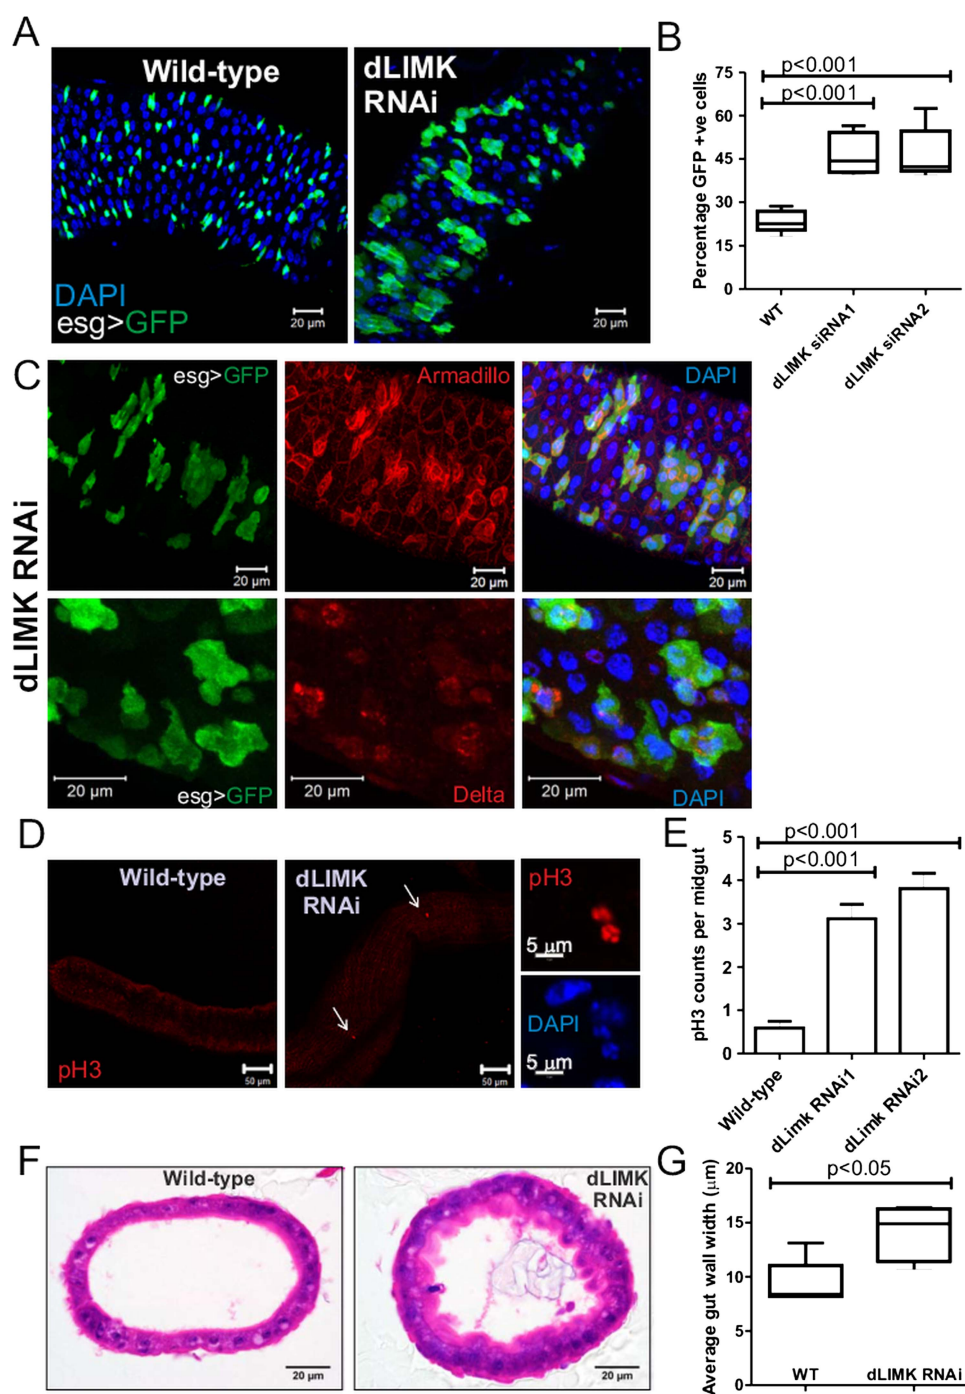 A
Wild-type
DAPI
esg>GFP
20 µm
dLIMK
RNAi
20 µm
B
p<0.001
p<0.001
Percentage GFP +ve cells
75
60
45
30
15
0
WT
dLIMK siRNA1
dLIMK siRNA2
C
dLIMK RNAi
esg>GFP
20 µm
Armadillo
20 µm
DAPI
20 µm
20 µm
esg>GFP
20 µm
Delta
20 µm
DAPI
D
Wild-type
pH3
50 µm
dLIMK
RNAi
50 µm
pH3
5 µm
DAPI
5 µm
E
p<0.001
p<0.001
pH3 counts per midgut
5
4
3
2
1
0
Wild-type
dLimk RNAi1
dLimk RNAi2
F
Wild-type
20 µm
dLIMK
RNAi
20 µm
G
p<0.05
Average gut wall width (µm)
20
15
10
5
0
WT
dLIMK RNAi